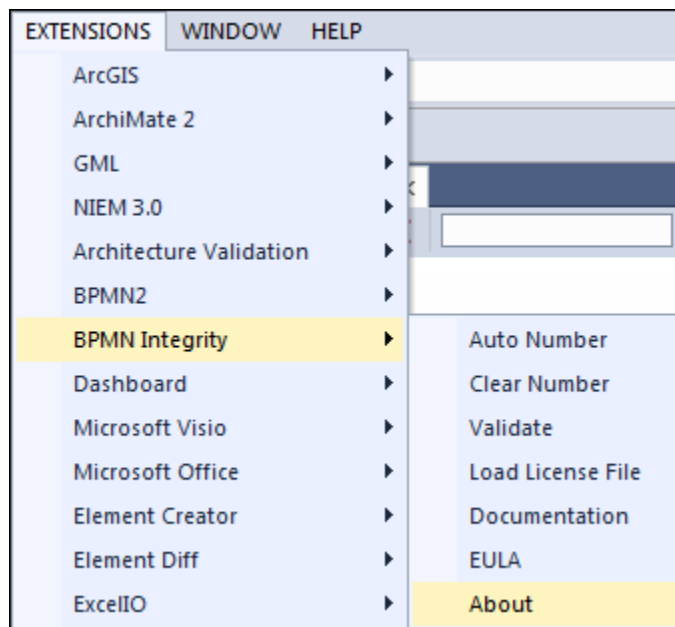 EXTENSIONS WINDOW HELP
ArcGIS
ArchiMate 2
GML
NIEM 3.0
Architecture Validation
BPMN2
BPMN Integrity
Dashboard
Microsoft Visio
Microsoft Office
Element Creator
Element Diff
ExcelIO
Auto Number
Clear Number
Validate
Load License File
Documentation
EULA
About